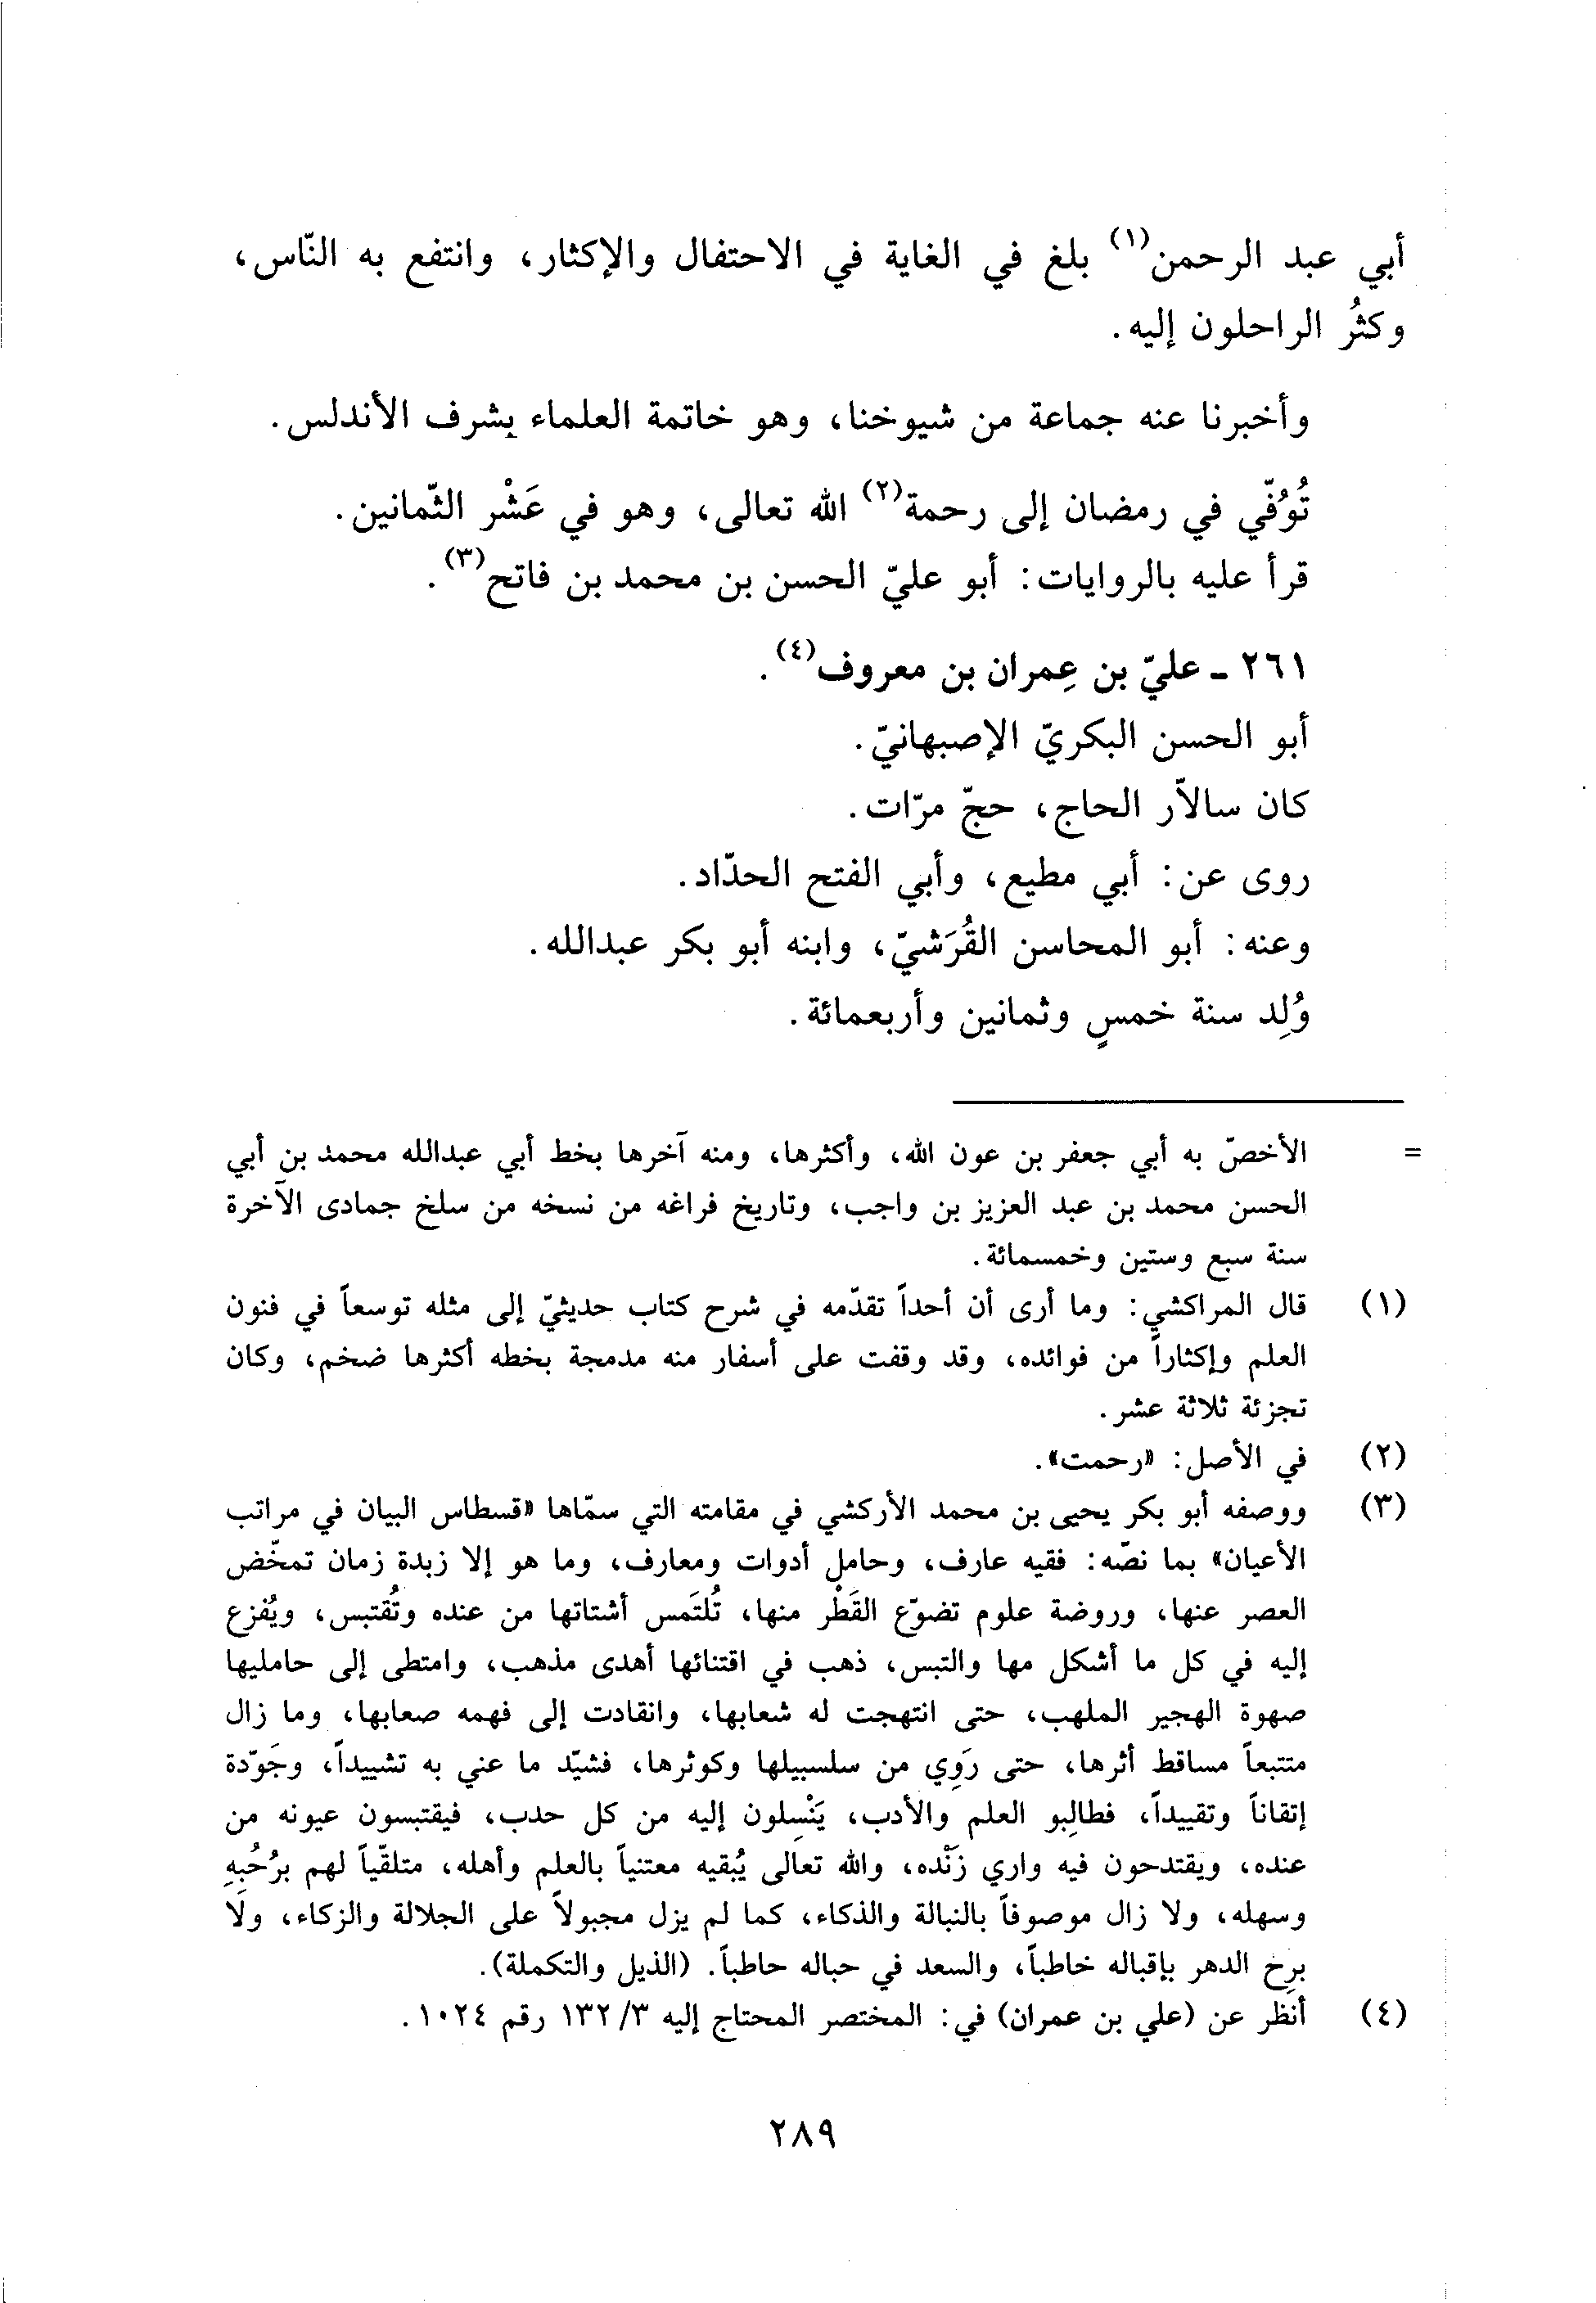 أبي عبد الرحمن(١) بلغ في الغاية في الاحتفال والإكثار، وانتفع به النّاس،
وكثُر الراحلون إليه.
وأخبرنا عنه جماعة من شيوخنا، وهو خاتمة العلماء بشرف الأندلس.
تُوُفّي في رمضان إلى رحمة(٢) الله تعالى، وهو في عَشْر الثّمانين.
قرأ عليه بالروايات: أبو عليّ الحسن بن محمد بن فاتح(٣).
٢٦١ - عليّ بن عِمران بن معروف(٤).
أبو الحسن البكريّ الإصبهانيّ.
كان سالاّر الحاج، حجّ مرّات.
روى عن: أبي مطيع، وأبي الفتح الحدّاد.
وعنه: أبو المحاسن القُرَشيّ، وابنه أبو بكر عبدالله.
وُلِد سنة خمسٍ وثمانين وأربعمائة.
= الأخصّ به أبي جعفر بن عون الله، وأكثرها، ومنه آخرها بخط أبي عبدالله محمد بن أبي
الحسن محمد بن عبد العزيز بن واجب، وتاريخ فراغه من نسخه من سلخ جمادى الآخرة
سنة سبع وستين وخمسمائة.
(١) قال المراكشي: وما أرى أن أحداً تقدّمه في شرح كتاب حديثيّ إلى مثله توسعاً في فنون
العلم وإكثاراً من فوائده، وقد وقفت على أسفار منه مدمجة بخطه أكثرها ضخم، وكان
تجزئة ثلاثة عشر.
(٢) في الأصل: «رحمت».
(٣) ووصفه أبو بكر يحيى بن محمد الأركشي في مقامته التي سمّاها «قسطاس البيان في مراتب
الأعيان» بما نصّه: فقيه عارف، وحامل أدوات ومعارف، وما هو إلا زبدة زمان تمخّض
العصر عنها، وروضة علوم تضوّع القَطْر منها، تُلتَمس أشتاتها من عنده وتُقتبس، ويُفزع
إليه في كل ما أشكل مها والتبس، ذهب في اقتنائها أهدى مذهب، وامتطى إلى حامليها
صهوة الهجير الملهب، حتى انتهجت له شعابها، وانقادت إلى فهمه صعابها، وما زال
متتبعاً مساقط أثرها، حتى رَوِي من سلسبيلها وكوثرها، فشيّد ما عني به تشييداً، وجَوّدة
إتقاناً وتقييداً، فطالِبو العلم والأدب، يَنْسِلون إليه من كل حدب، فيقتبسون عيونه من
عنده، ويقتدحون فيه واري زَنْده، والله تعالى يُبقيه معتنياً بالعلم وأهله، متلقّياً لهم برُحُبِهِ
وسهله، ولا زال موصوفاً بالنبالة والذكاء، كما لم يزل مجبولاً على الجلالة والزكاء، ولا
برِخَ الدهر بإقباله خاطباً، والسعد في حباله حاطباً. (الذيل والتكملة).
(٤) أنظر عن (علي بن عمران) في: المختصر المحتاج إليه ٣/ ١٣٢ رقم ١٠٢٤.
٢٨٩